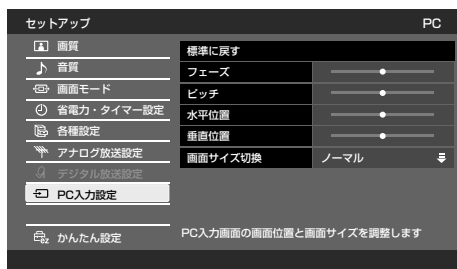 セットアップ PC
画質
音質
画面モード
省電力・タイマー設定
各種設定
アナログ放送設定
デジタル放送設定
PC入力設定
かんたん設定
標準に戻す
フェーズ
ピッチ
水平位置
垂直位置
画面サイズ切換 ノーマル
PC入力画面の画面位置と画面サイズを調整します